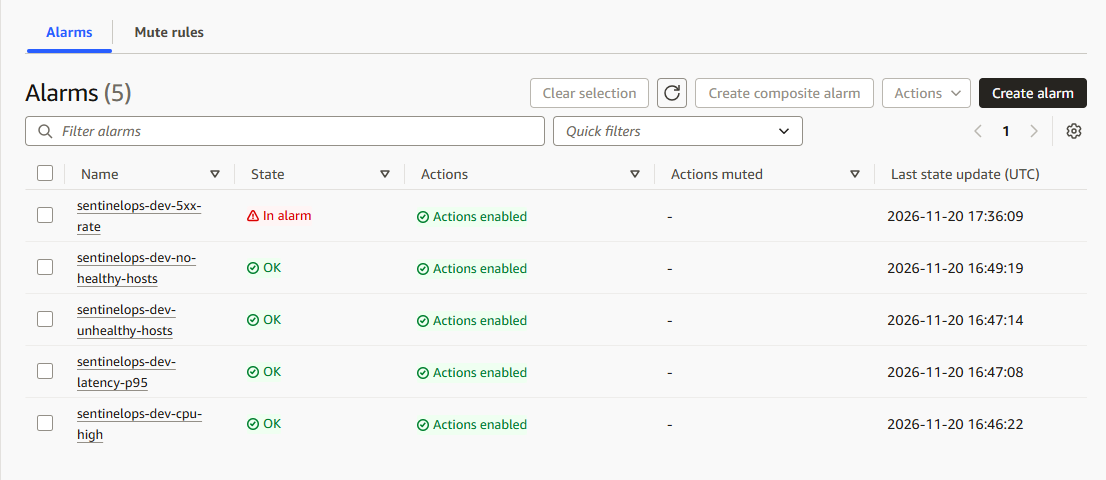 Alarms Mute rules
Alarms (5) Clear selection Create composite alarm Actions Create alarm
Filter alarms Quick filters 1
Name State Actions Actions muted Last state update (UTC)
sentinelops-dev-5xx-
rate In alarm Actions enabled - 2026-11-20 17:36:09
sentinelops-dev-no-
healthy-hosts OK Actions enabled - 2026-11-20 16:49:19
sentinelops-dev-
unhealthy-hosts OK Actions enabled - 2026-11-20 16:47:14
sentinelops-dev-
latency-p95 OK Actions enabled - 2026-11-20 16:47:08
sentinelops-dev-cpu-
high OK Actions enabled - 2026-11-20 16:46:22